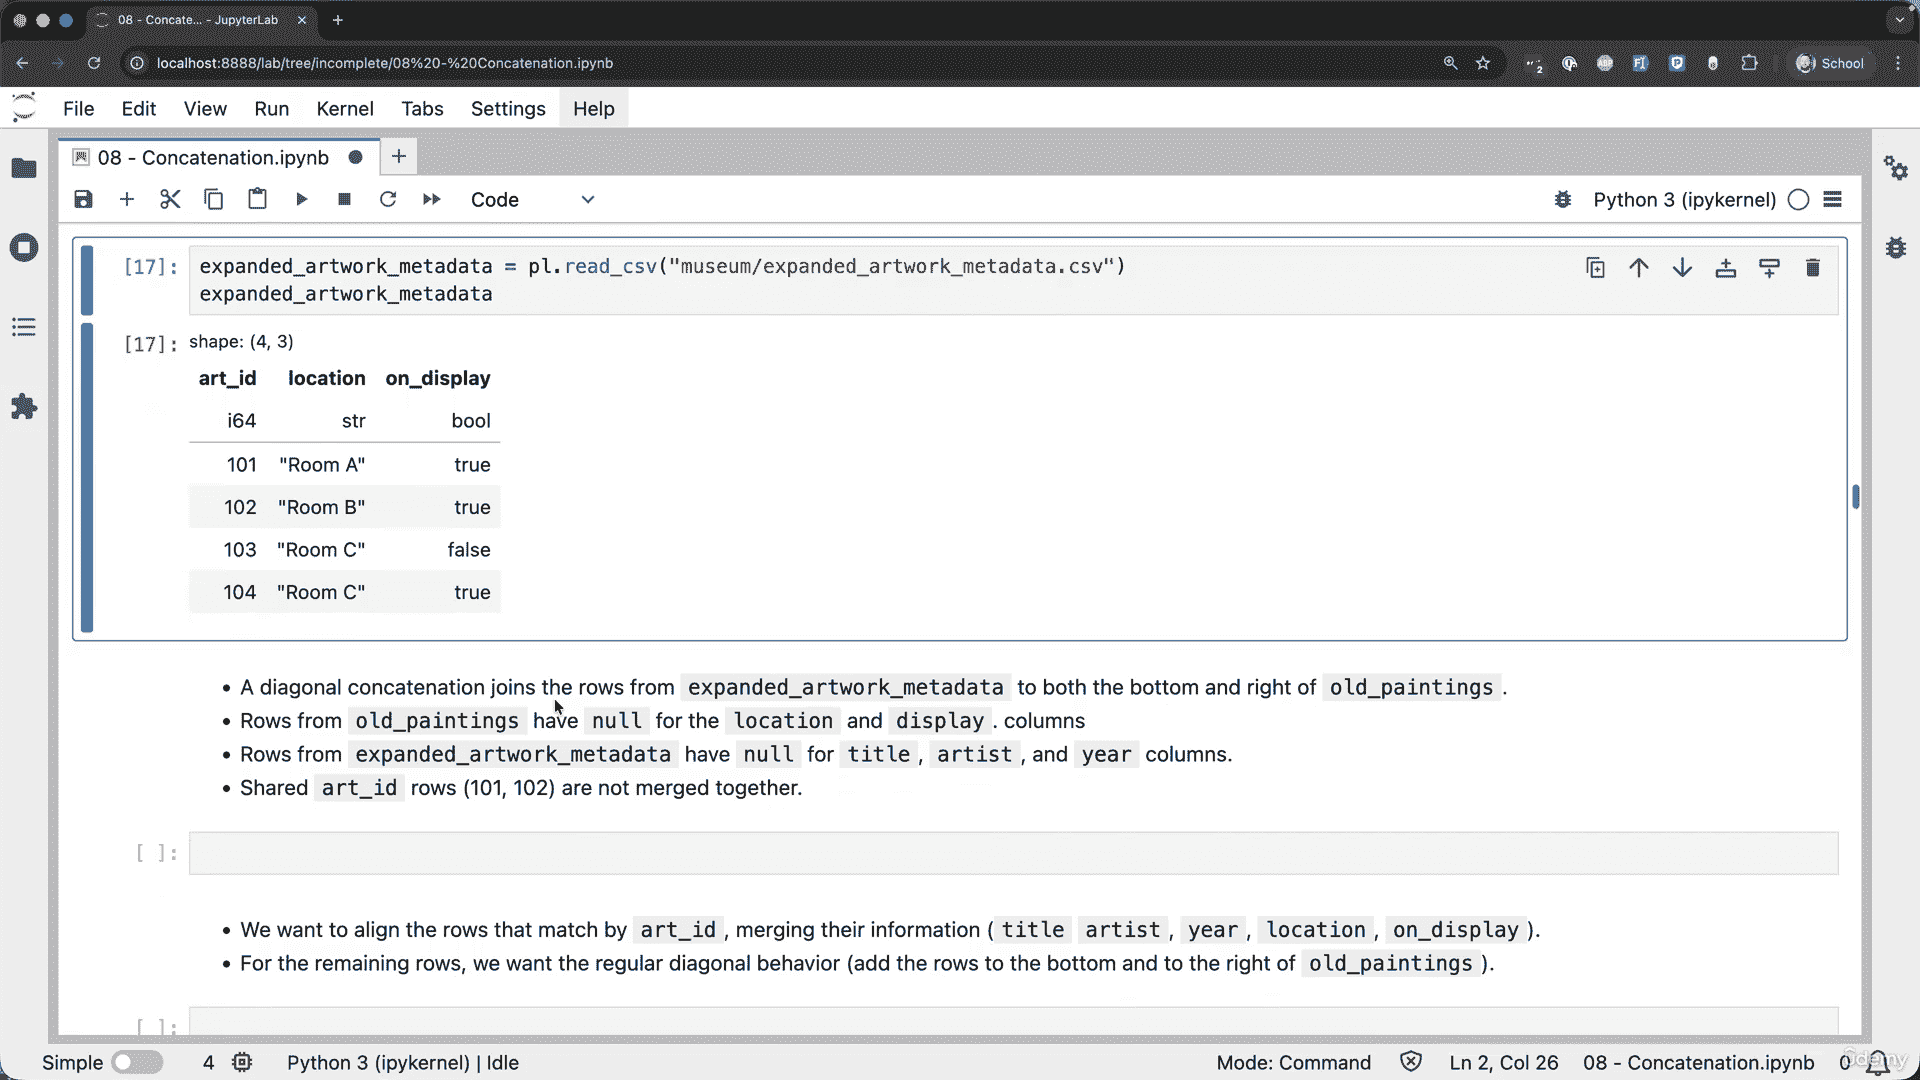 08 - Concate... - JupyterLab
localhost:8888/lab/tree/incomplete/08%20-%20Concatenation.ipynb
School
File Edit View Run Kernel Tabs Settings Help
08 - Concatenation.ipynb
Code
Python 3 (ipykernel)
[17]: expanded_artwork_metadata = pl.read_csv("museum/expanded_artwork_metadata.csv")
expanded_artwork_metadata
[17]: shape: (4, 3)
art_id location on_display
i64 str bool
101 "Room A" true
102 "Room B" true
103 "Room C" false
104 "Room C" true
• A diagonal concatenation joins the rows from expanded_artwork_metadata to both the bottom and right of old_paintings .
• Rows from old_paintings have null for the location and display . columns
• Rows from expanded_artwork_metadata have null for title , artist , and year columns.
• Shared art_id rows (101, 102) are not merged together.
[ ]:
• We want to align the rows that match by art_id , merging their information ( title artist , year , location , on_display ).
• For the remaining rows, we want the regular diagonal behavior (add the rows to the bottom and to the right of old_paintings ).
[ ]:
Simple 4 Python 3 (ipykernel) | Idle Mode: Command Ln 2, Col 26 08 - Concatenation.ipynb 0
udemy